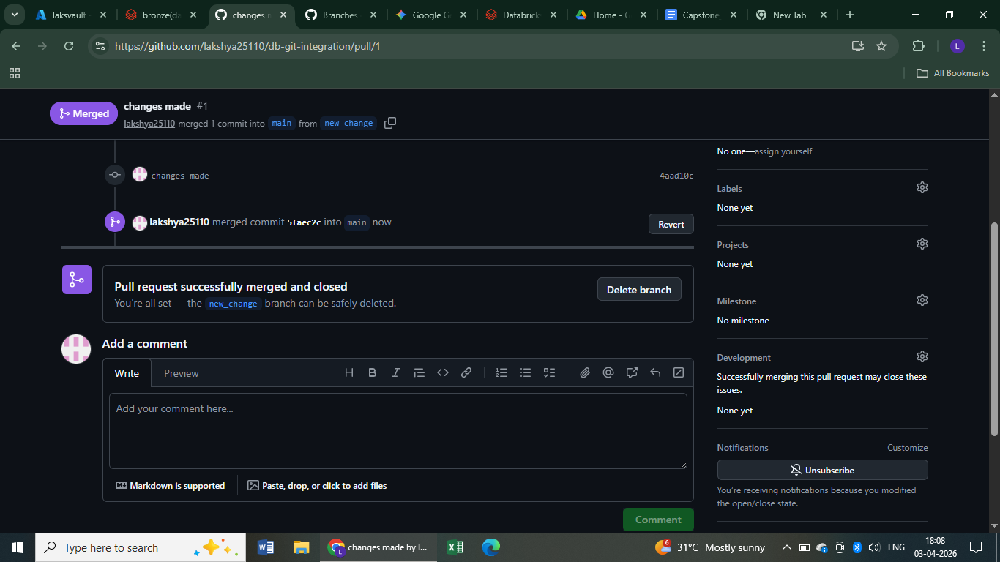 laksvault
bronze(da
changes m
Branches
Google Ge
Databrick
Home - G
Capstone
New Tab
https://github.com/lakshya25110/db-git-integration/pull/1
L
All Bookmarks
Merged
changes made #1
lakshya25110 merged 1 commit into main from new_change
No one—assign yourself
changes made 4aad10c
Labels
None yet
lakshya25110 merged commit 5faec2c into main now
Revert
Projects
None yet
Pull request successfully merged and closed
You're all set — the new_change branch can be safely deleted.
Delete branch
Milestone
No milestone
Add a comment
Write Preview
Development
Successfully merging this pull request may close these
issues.
None yet
Add your comment here...
Notifications Customize
Unsubscribe
You're receiving notifications because you modified
the open/close state.
Markdown is supported
Paste, drop, or click to add files
Comment
Type here to search
changes made by l...
6
31°C Mostly sunny
ENG
18:08
03-04-2026